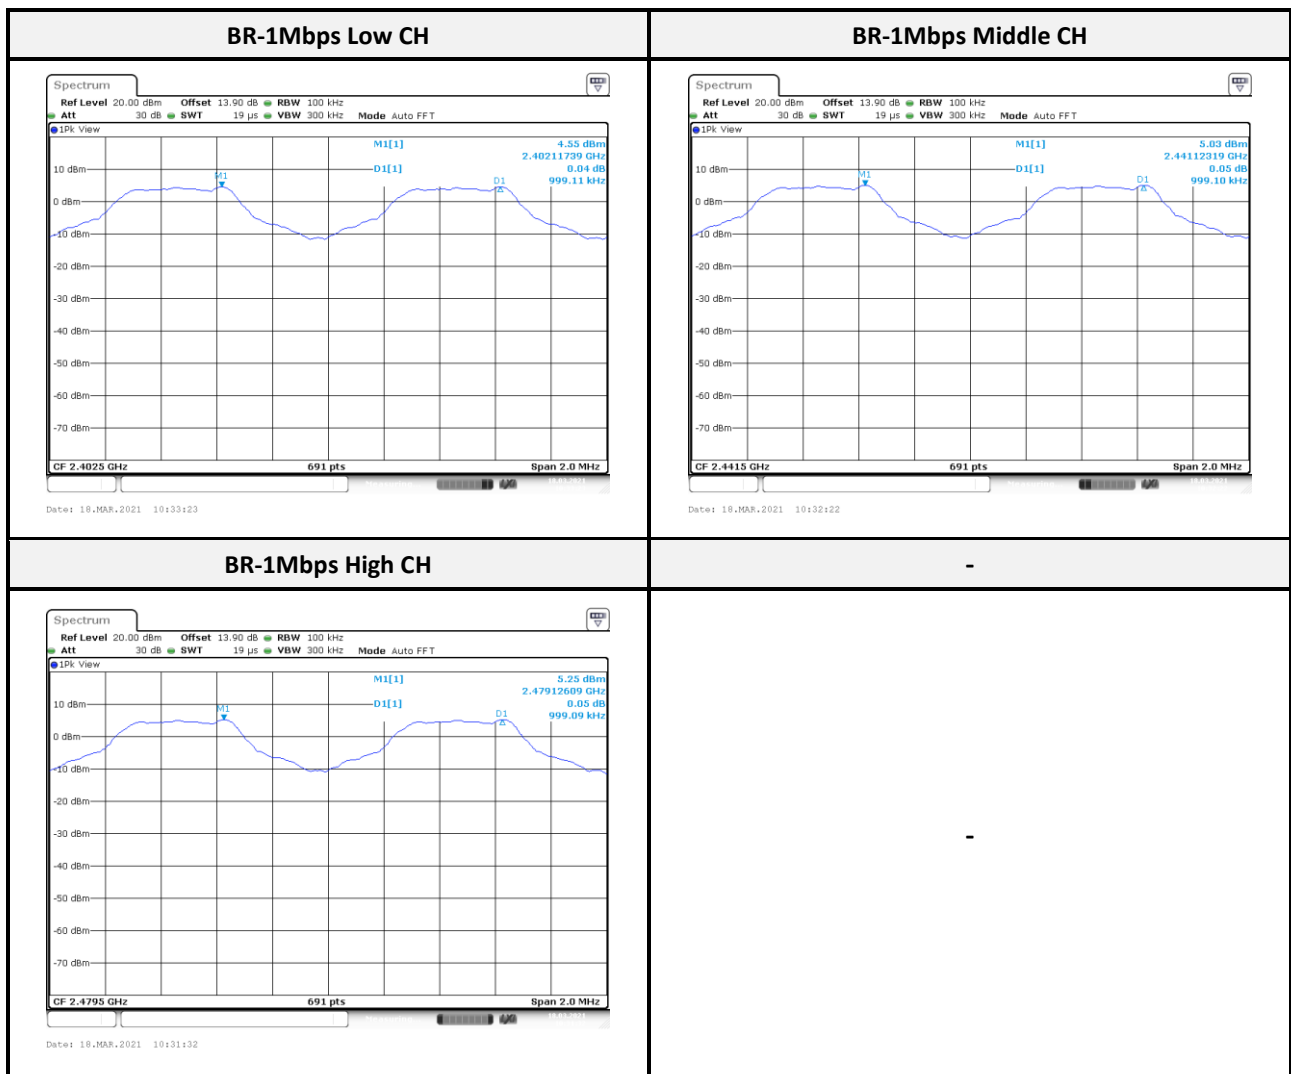 BR-1Mbps Low CH
BR-1Mbps Middle CH
Spectrum
Ref Level 20.00 dBm Offset 13.90 dB RBW 100 kHz
Att 30 dB SWT 19 µs VBW 300 kHz Mode Auto FFT
1Pk View
M1[1] 4.55 dBm
2.40211739 GHz
D1[1] 0.04 dB
999.11 kHz
M1
D1
10 dBm
0 dBm
-10 dBm
-20 dBm
-30 dBm
-40 dBm
-50 dBm
-60 dBm
-70 dBm
CF 2.4025 GHz 691 pts Span 2.0 MHz
Date: 18.MAR.2021 10:33:23
Spectrum
Ref Level 20.00 dBm Offset 13.90 dB RBW 100 kHz
Att 30 dB SWT 19 µs VBW 300 kHz Mode Auto FFT
1Pk View
M1[1] 5.03 dBm
2.44112319 GHz
D1[1] 0.05 dB
999.10 kHz
M1
D1
10 dBm
0 dBm
-10 dBm
-20 dBm
-30 dBm
-40 dBm
-50 dBm
-60 dBm
-70 dBm
CF 2.4415 GHz 691 pts Span 2.0 MHz
Date: 18.MAR.2021 10:32:22
BR-1Mbps High CH
-
Spectrum
Ref Level 20.00 dBm Offset 13.90 dB RBW 100 kHz
Att 30 dB SWT 19 µs VBW 300 kHz Mode Auto FFT
1Pk View
M1[1] 5.25 dBm
2.47912609 GHz
D1[1] 0.05 dB
999.09 kHz
M1
D1
10 dBm
0 dBm
-10 dBm
-20 dBm
-30 dBm
-40 dBm
-50 dBm
-60 dBm
-70 dBm
CF 2.4795 GHz 691 pts Span 2.0 MHz
Date: 18.MAR.2021 10:31:32
-